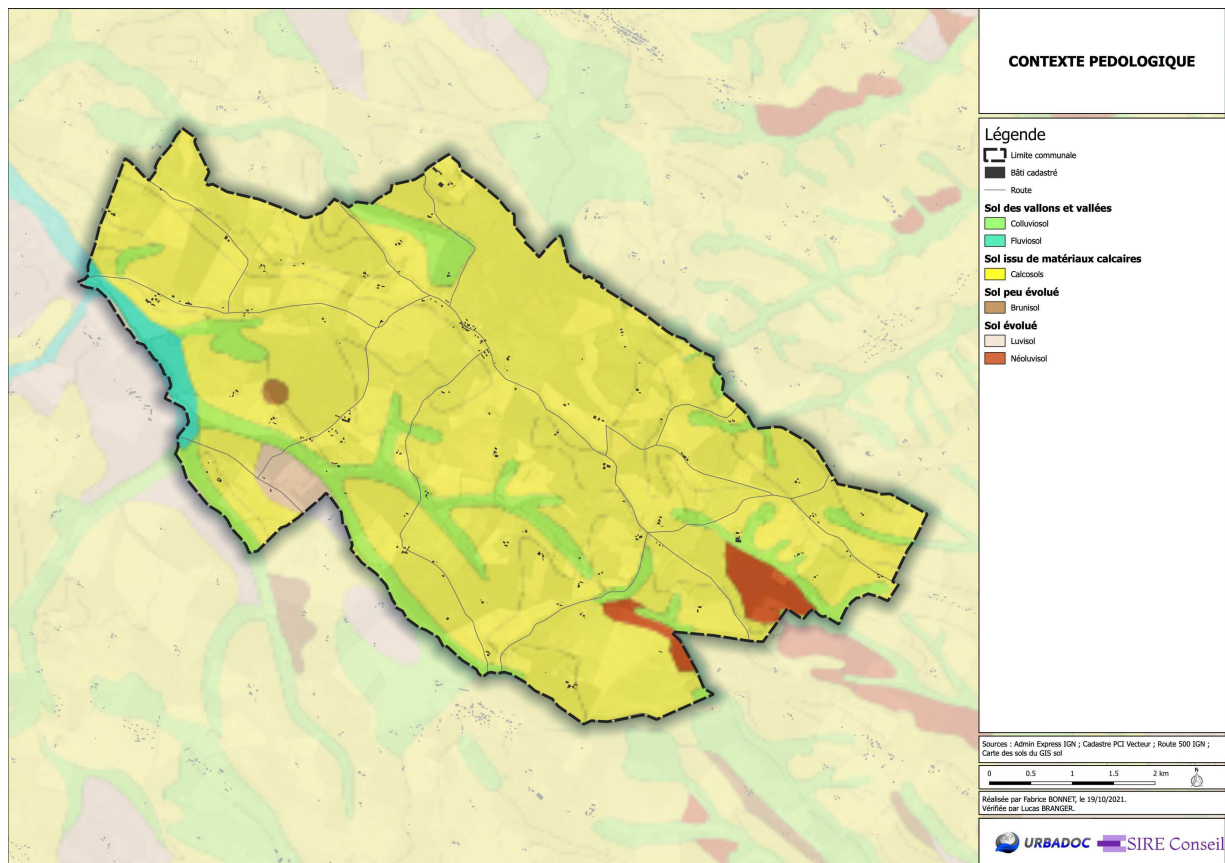 CONTEXTE PEDOLOGIQUE
Légende
Limite communale
Bâti cadastré
Route
Sol des vallons et vallées
Colluviosol
Fluviosol
Sol issu de matériaux calcaires
Calcosols
Sol peu évolué
Brunisol
Sol évolué
Luvisol
Néoluvisol
Sources : Admin Express IGN ; Cadastre PCI Vecteur ; Route 500 IGN ;
Carte des sols du GIS sol
0 0.5 1 1.5 2 km
N
Réalisée par Fabrice BONNET, le 19/10/2021.
Vérifiée par Lucas BRANGER.
URBADOC SIRE Conseil